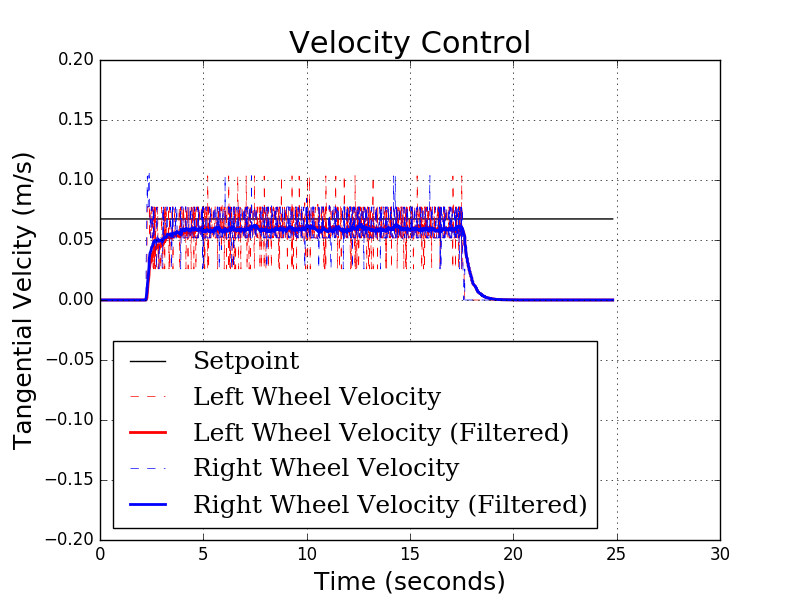 Velocity Control
Tangential Velcity (m/s)
0.20
0.15
0.10
0.05
0.00
−0.05
−0.10
−0.15
−0.20
Setpoint
Left Wheel Velocity
Left Wheel Velocity (Filtered)
Right Wheel Velocity
Right Wheel Velocity (Filtered)
0 5 10 15 20 25 30
Time (seconds)